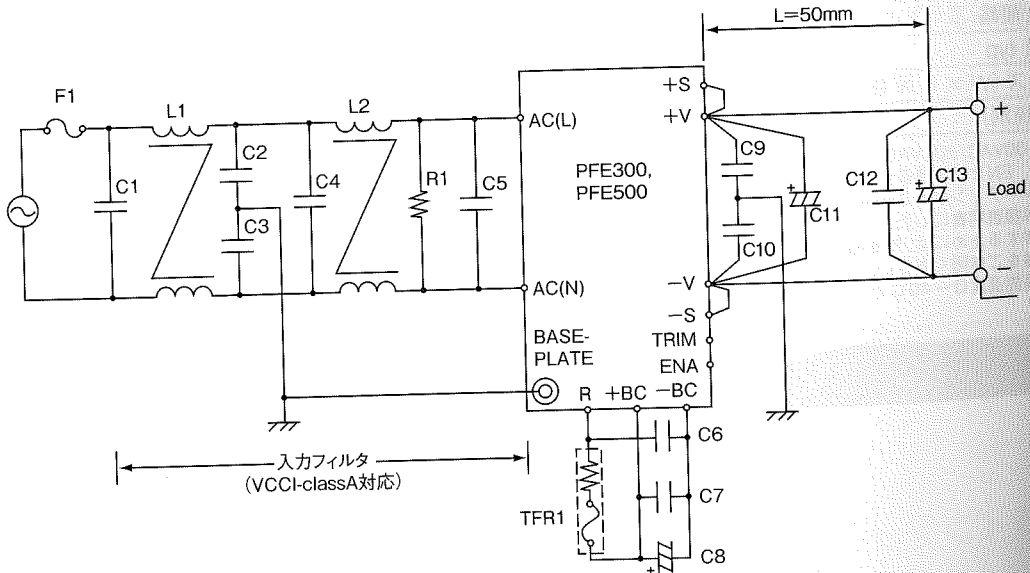 L=50mm
F1
L1
L2
C1
C2
C3
C4
R1
C5
AC(L)
AC(N)
PFE300,
PFE500
BASE-
PLATE
+S
+V
−V
−S
TRIM
ENA
R
+BC
−BC
C9
C10
C11
C12
C13
+
+
+
−
Load
入力フィルタ
(VCCI-classA対応)
TFR1
C6
C7
C8
+